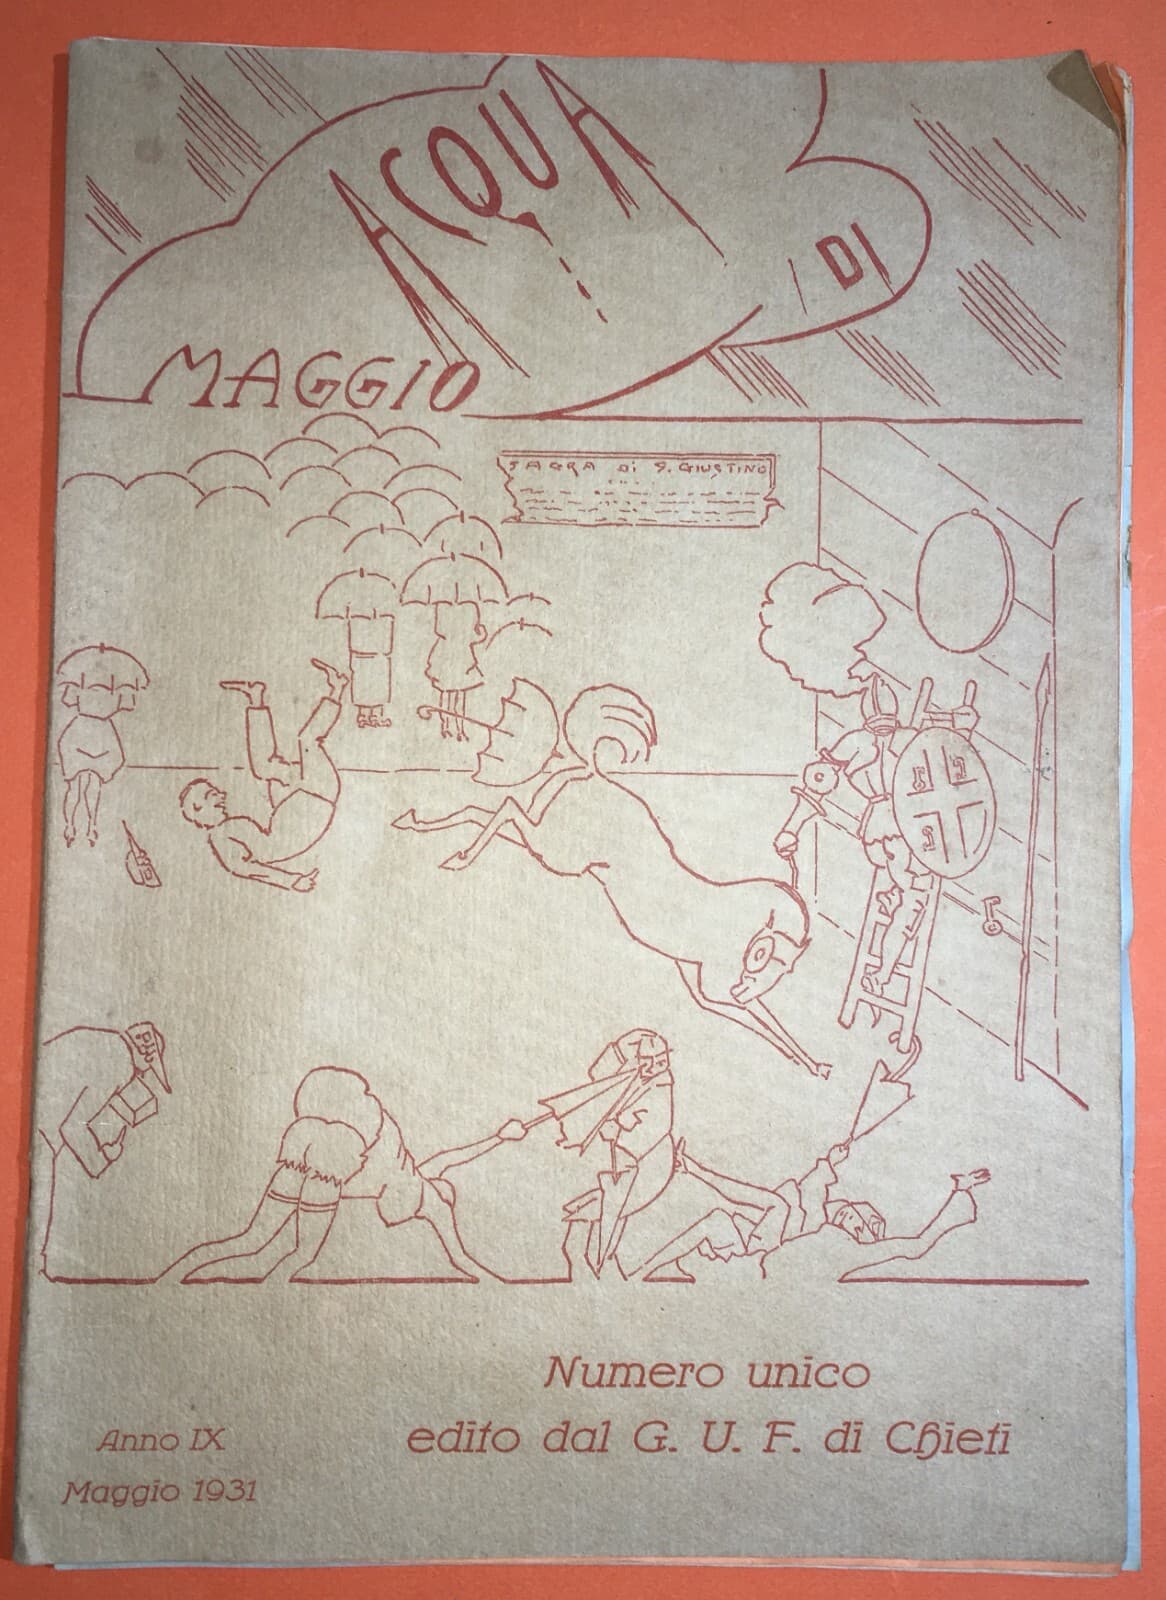 ACQUA
DI
MAGGIO
SAGRA Di S. GIUSTINO
Numero unico
edito dal G. U. F. di Chieti
Anno IX
Maggio 1931